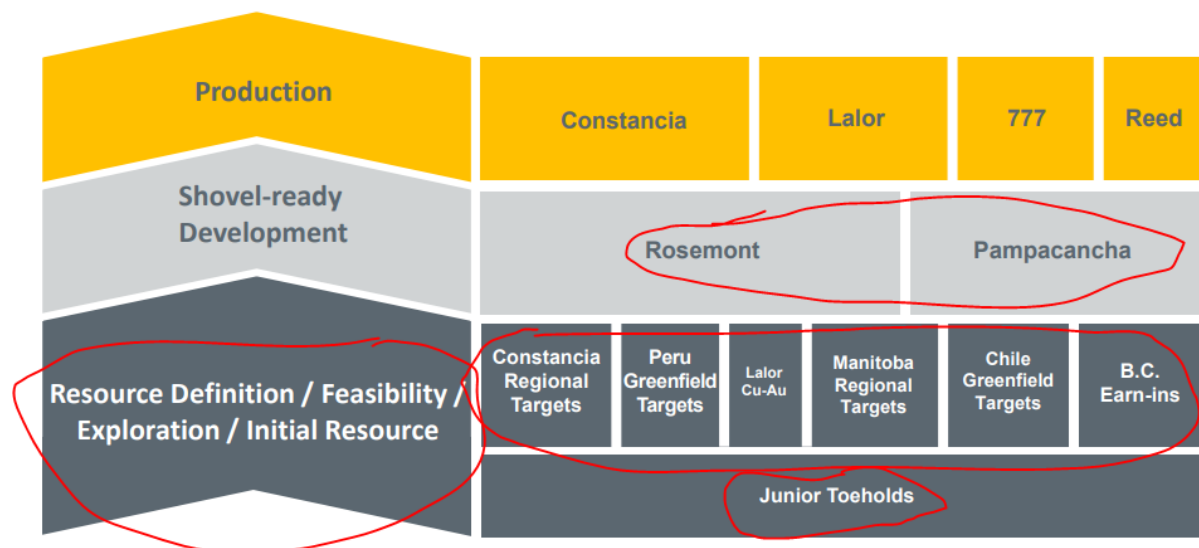 Production
Constancia
Lalor
777
Reed
Shovel-ready
Development
Rosemont
Pampacancha
Resource Definition / Feasibility /
Exploration / Initial Resource
Constancia
Regional
Targets
Peru
Greenfield
Targets
Lalor
Cu-Au
Manitoba
Regional
Targets
Chile
Greenfield
Targets
B.C.
Earn-ins
Junior Toeholds